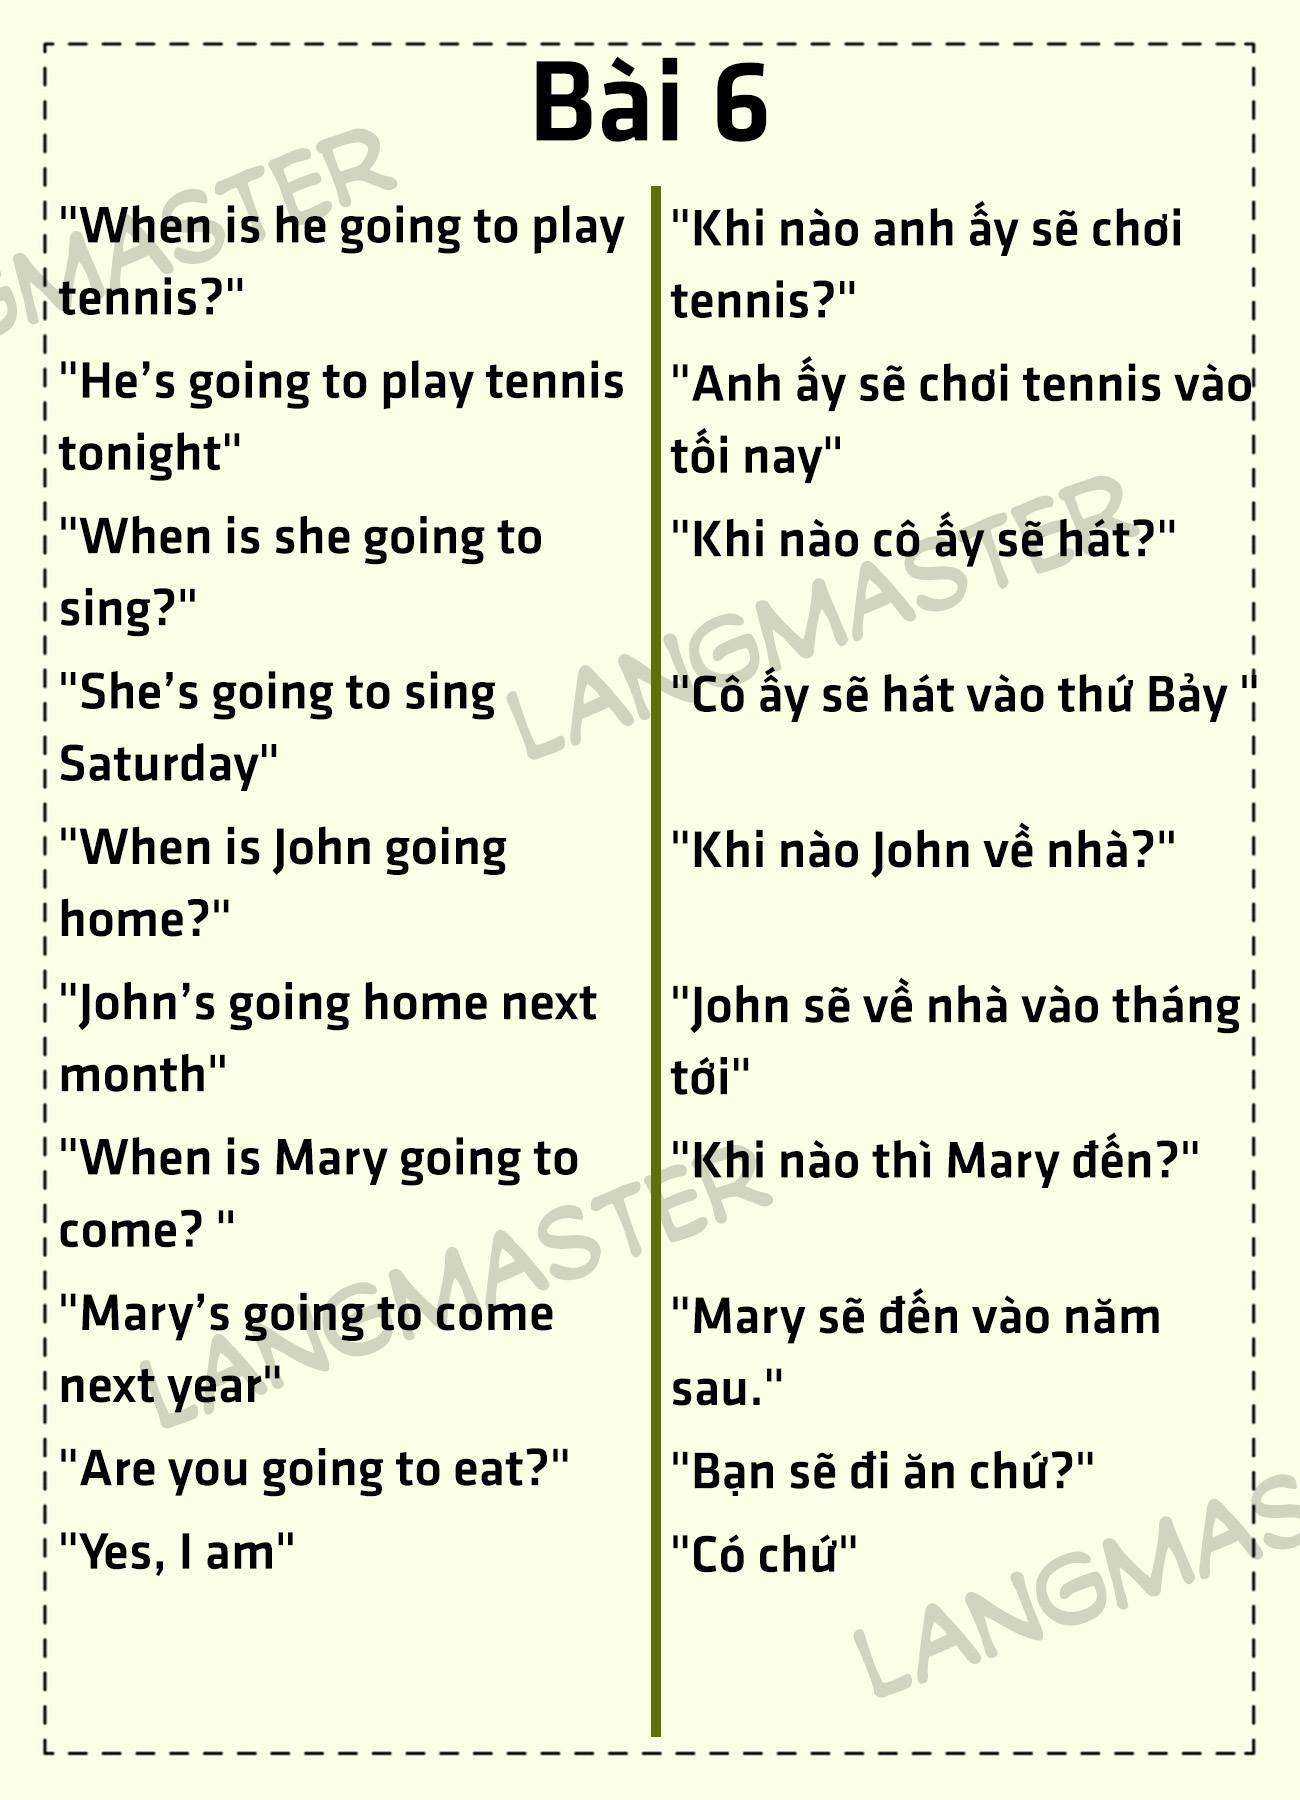 Bài 6
"When is he going to play
tennis?"
"He’s going to play tennis
tonight"
"When is she going to
sing?"
"She’s going to sing
Saturday"
"When is John going
home?"
"John’s going home next
month"
"When is Mary going to
come? "
"Mary’s going to come
next year"
"Are you going to eat?"
"Yes, I am"
"Khi nào anh ấy sẽ chơi
tennis?"
"Anh ấy sẽ chơi tennis vào
tối nay"
"Khi nào cô ấy sẽ hát?"
"Cô ấy sẽ hát vào thứ Bảy "
"Khi nào John về nhà?"
"John sẽ về nhà vào tháng
tới"
"Khi nào thì Mary đến?"
"Mary sẽ đến vào năm
sau."
"Bạn sẽ đi ăn chứ?"
"Có chứ"
GMASTER
LANGMASTER
LANGMASTER
LANGMAS